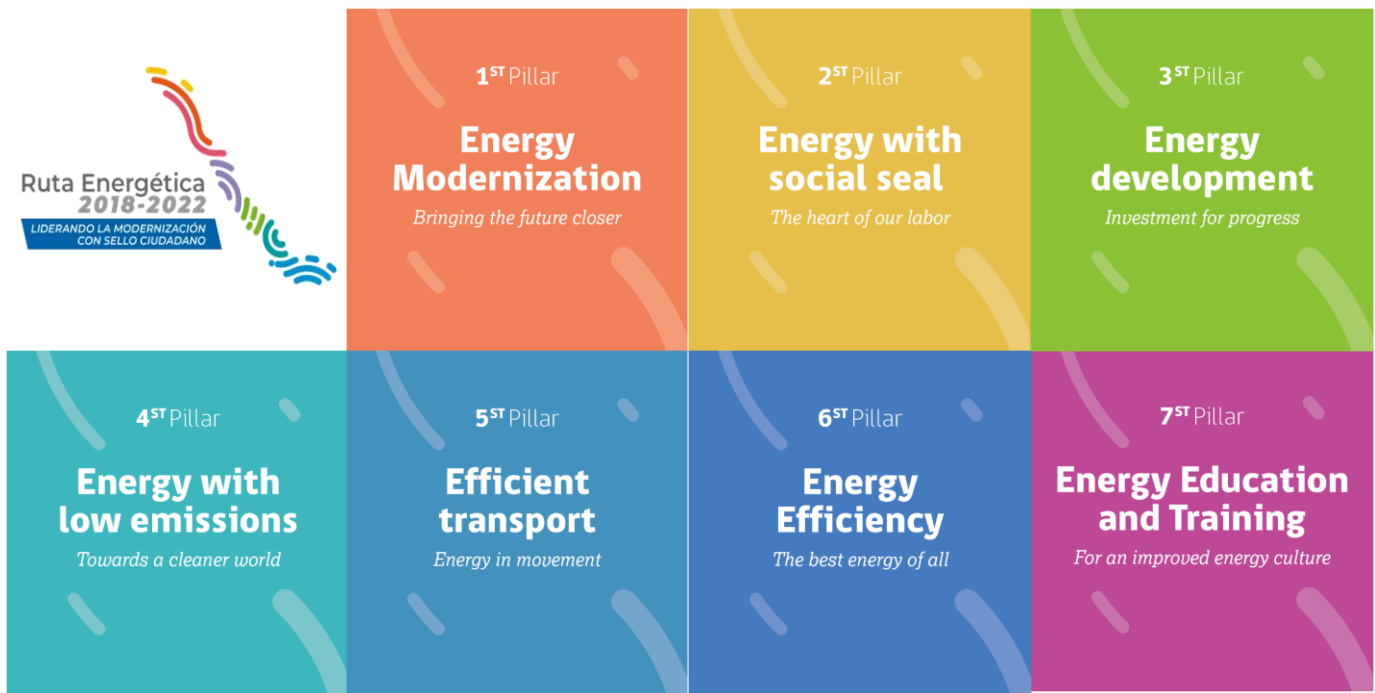 Ruta Energética
2018-2022
LIDERANDO LA MODERNIZACIÓN
CON SELLO CIUDADANO
1ST Pillar
Energy
Modernization
Bringing the future closer
2ST Pillar
Energy with
social seal
The heart of our labor
3ST Pillar
Energy
development
Investment for progress
4ST Pillar
Energy with
low emissions
Towards a cleaner world
5ST Pillar
Efficient
transport
Energy in movement
6ST Pillar
Energy
Efficiency
The best energy of all
7ST Pillar
Energy Education
and Training
For an improved energy culture